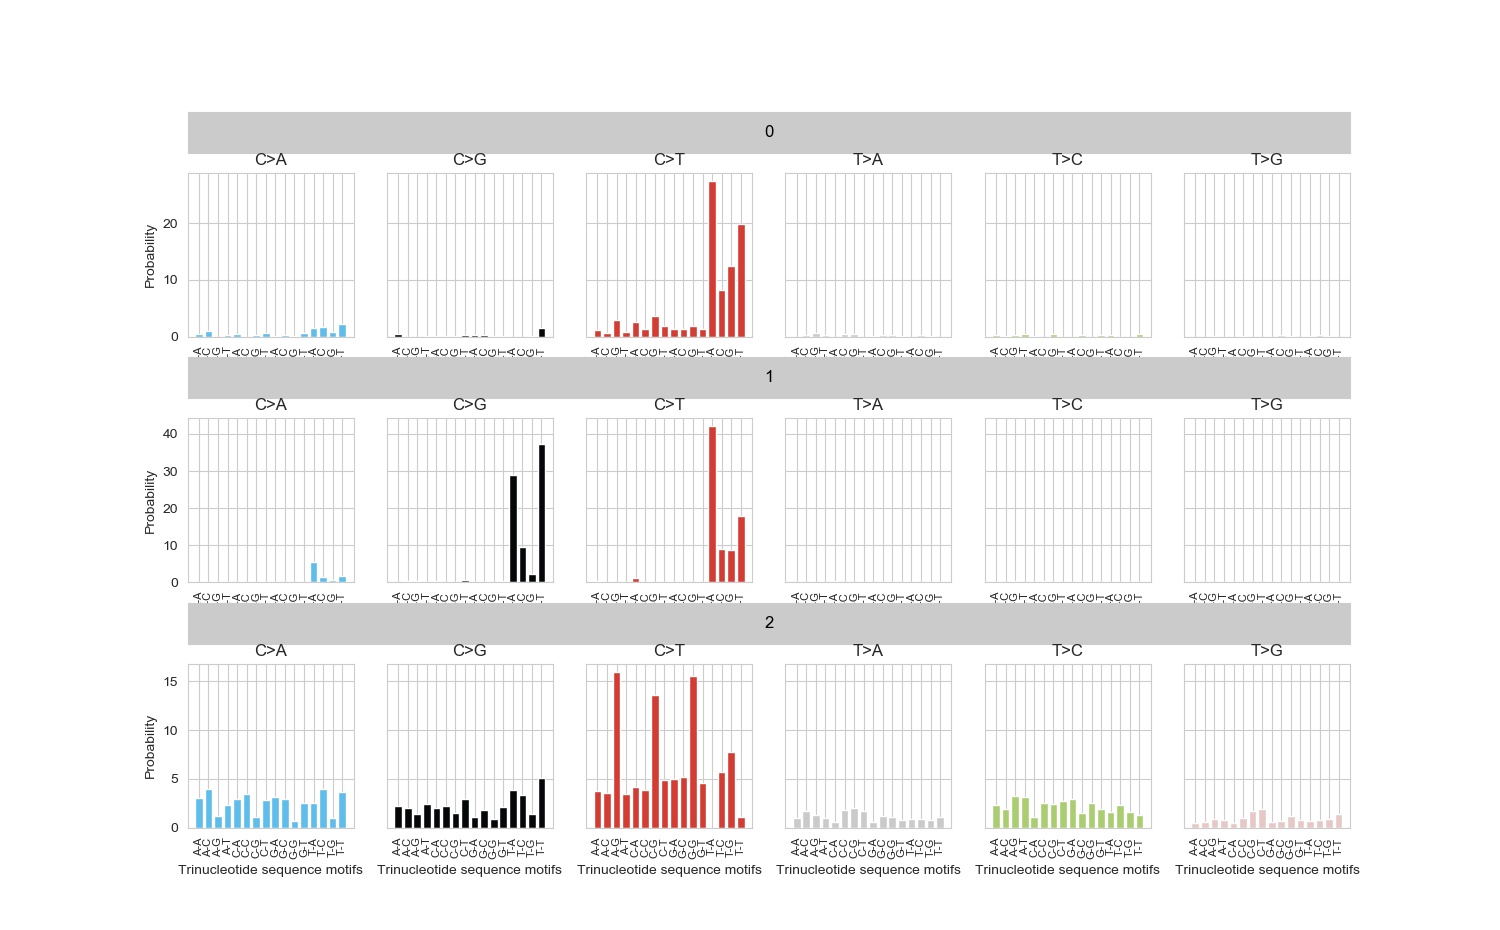 0
C>A C>G C>T T>A T>C T>G
Probability
20
10
0
1
C>A C>G C>T T>A T>C T>G
Probability
40
30
20
10
0
2
C>A C>G C>T T>A T>C T>G
Probability
15
10
5
0
A-A A-C A-G A-T C-A C-C C-G C-T G-A G-C G-G G-T T-A T-C T-G T-T
A-A A-C A-G A-T C-A C-C C-G C-T G-A G-C G-G G-T T-A T-C T-G T-T
A-A A-C A-G A-T C-A C-C C-G C-T G-A G-C G-G G-T T-A T-C T-G T-T
A-A A-C A-G A-T C-A C-C C-G C-T G-A G-C G-G G-T T-A T-C T-G T-T
A-A A-C A-G A-T C-A C-C C-G C-T G-A G-C G-G G-T T-A T-C T-G T-T
A-A A-C A-G A-T C-A C-C C-G C-T G-A G-C G-G G-T T-A T-C T-G T-T
Trinucleotide sequence motifs Trinucleotide sequence motifs Trinucleotide sequence motifs Trinucleotide sequence motifs Trinucleotide sequence motifs Trinucleotide sequence motifs